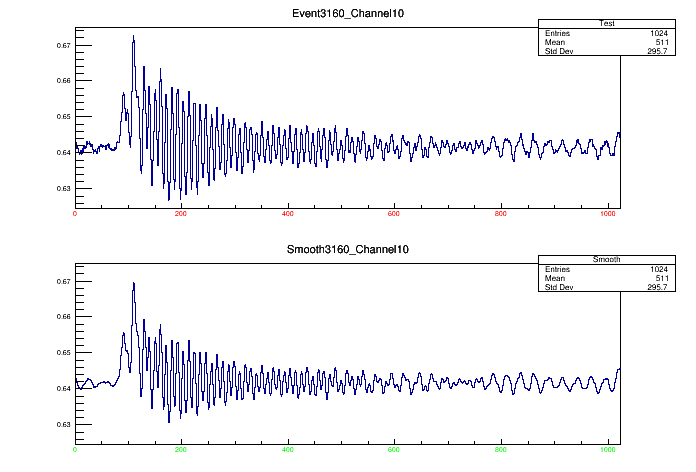 Event3160_Channel10
Test
Entries 1024
Mean 511
Std Dev 295.7
0.67
0.66
0.65
0.64
0.63
0 200 400 600 800 1000
Smooth3160_Channel10
Smooth
Entries 1024
Mean 511
Std Dev 295.7
0.67
0.66
0.65
0.64
0.63
0 200 400 600 800 1000